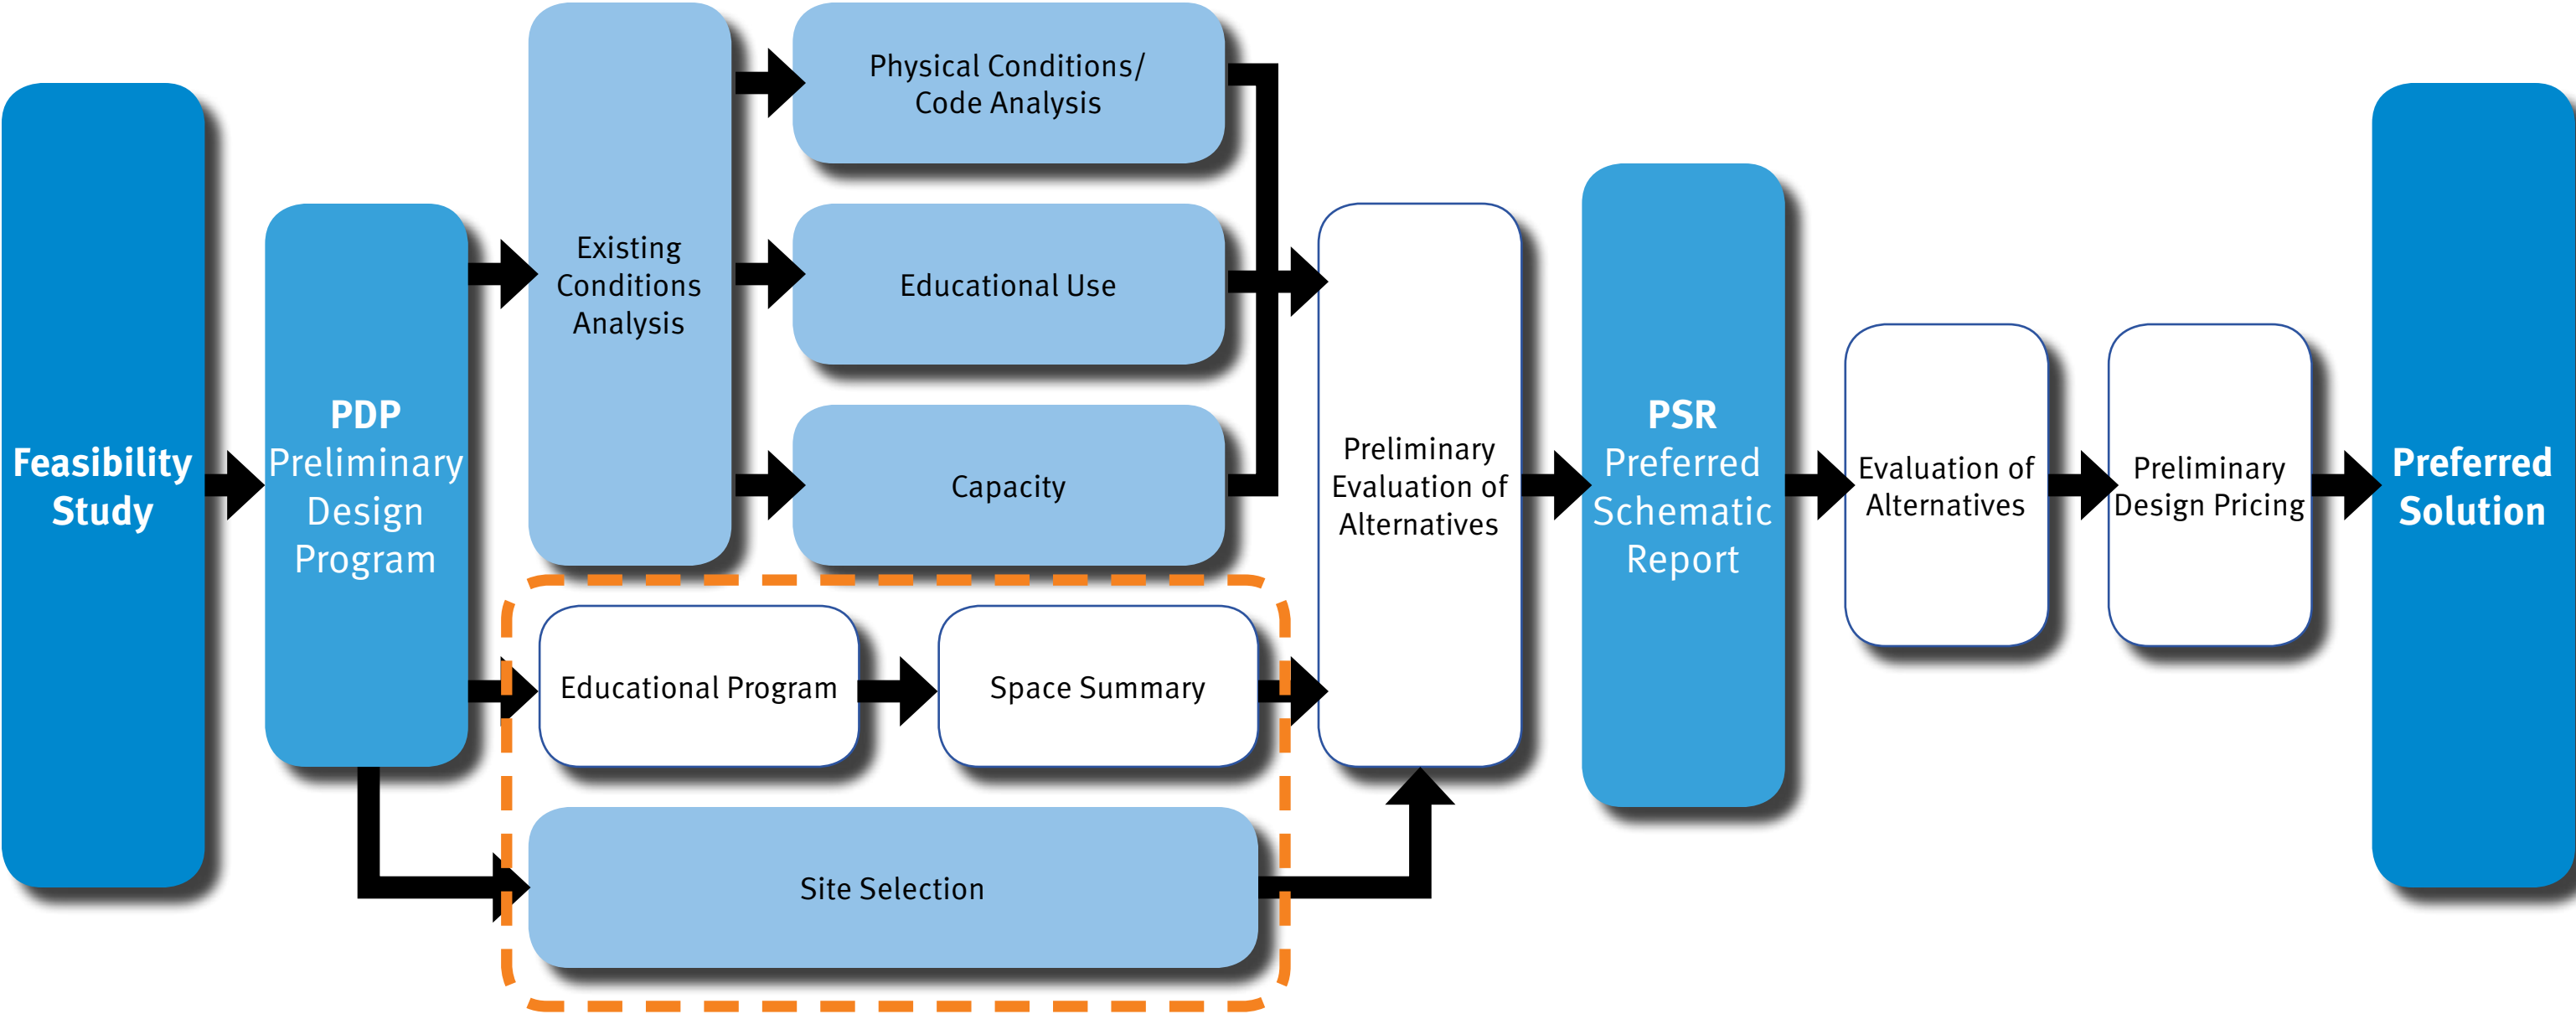 Feasibility
Study
PDP
Preliminary
Design
Program
Existing
Conditions
Analysis
Physical Conditions/
Code Analysis
Educational Use
Capacity
Educational Program
Space Summary
Site Selection
Preliminary
Evaluation of
Alternatives
PSR
Preferred
Schematic
Report
Evaluation of
Alternatives
Preliminary
Design Pricing
Preferred
Solution